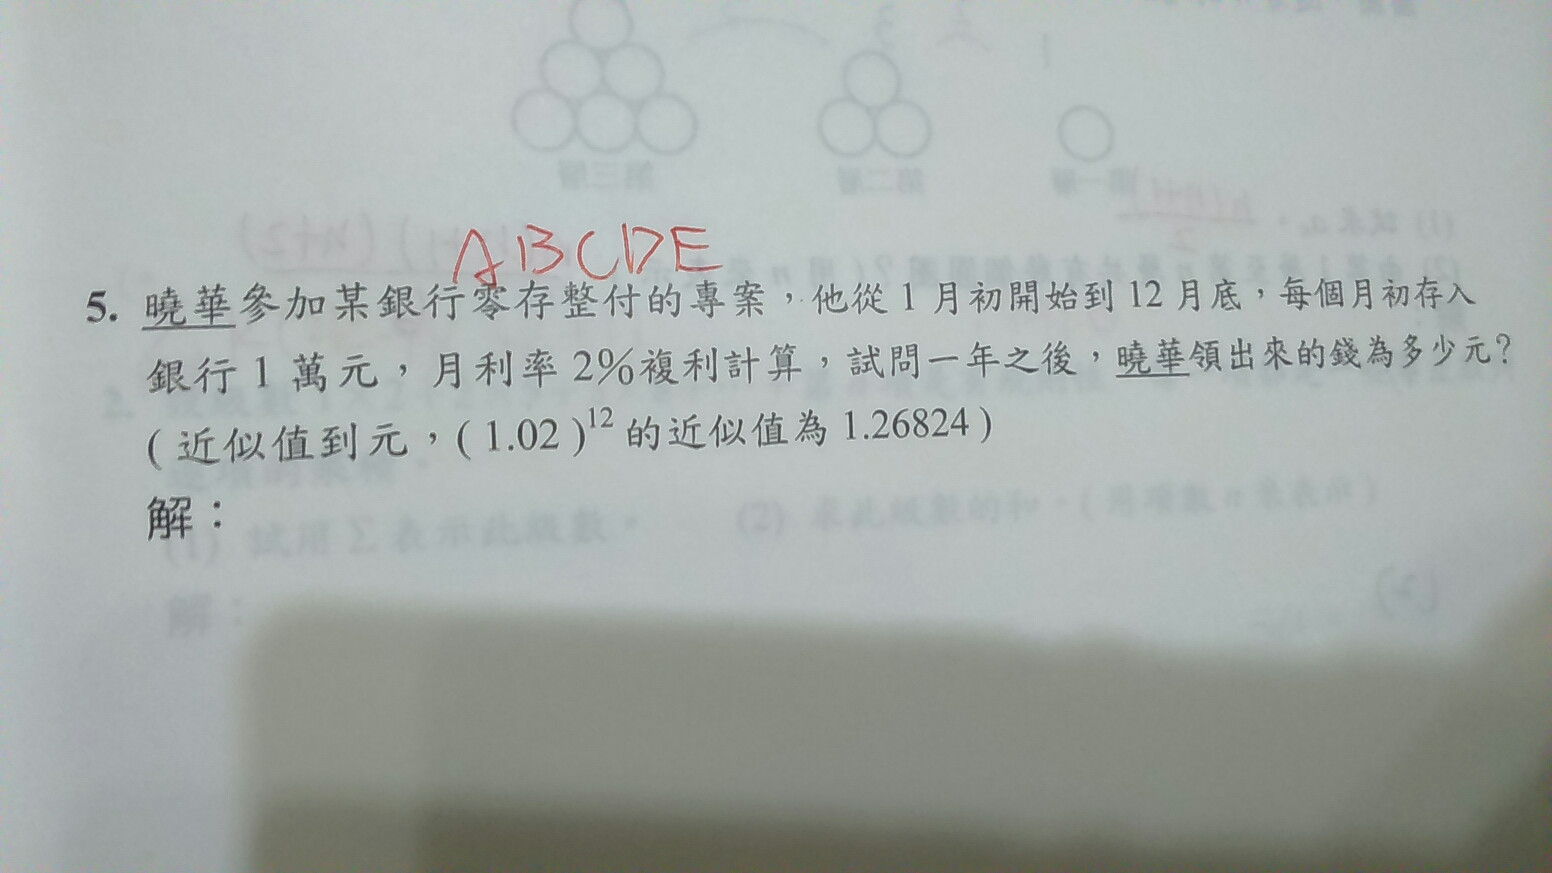 ABCDE
5. 曉華參加某銀行零存整付的專案，他從 1 月初開始到 12 月底，每個月初存入
銀行 1 萬元，月利率 2%複利計算，試問一年之後，曉華領出來的錢為多少元？
( 近似值到元，( 1.02 )¹² 的近似值為 1.26824 )
解：